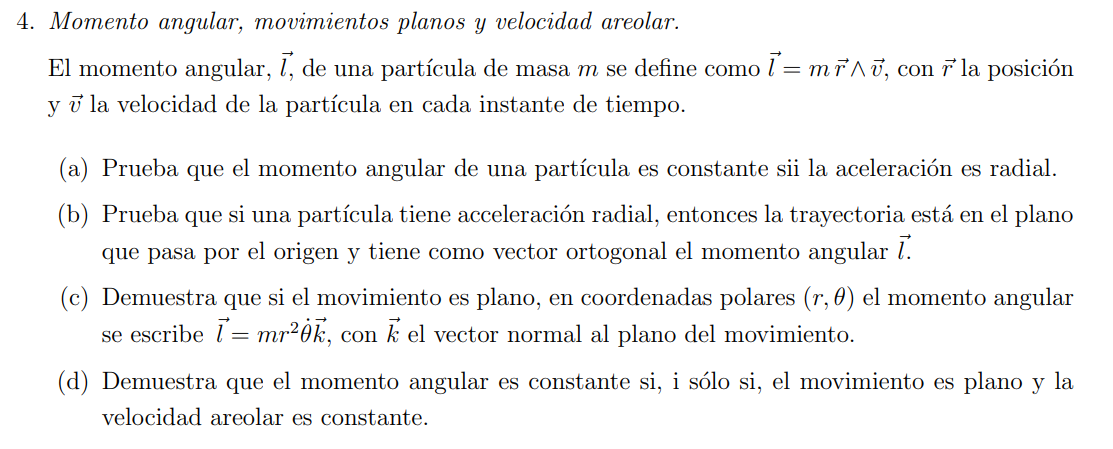 4. Momento angular, movimientos planos y velocidad areolar.
El momento angular, $\vec{l}$, de una partícula de masa $m$ se define como $\vec{l} = m\,\vec{r} \wedge \vec{v}$, con $\vec{r}$ la posición
y $\vec{v}$ la velocidad de la partícula en cada instante de tiempo.
(a) Prueba que el momento angular de una partícula es constante sii la aceleración es radial.
(b) Prueba que si una partícula tiene acceleración radial, entonces la trayectoria está en el plano
que pasa por el origen y tiene como vector ortogonal el momento angular $\vec{l}$.
(c) Demuestra que si el movimiento es plano, en coordenadas polares $(r, \theta)$ el momento angular
se escribe $\vec{l} = mr^2\dot{\theta}\vec{k}$, con $\vec{k}$ el vector normal al plano del movimiento.
(d) Demuestra que el momento angular es constante si, i sólo si, el movimiento es plano y la
velocidad areolar es constante.